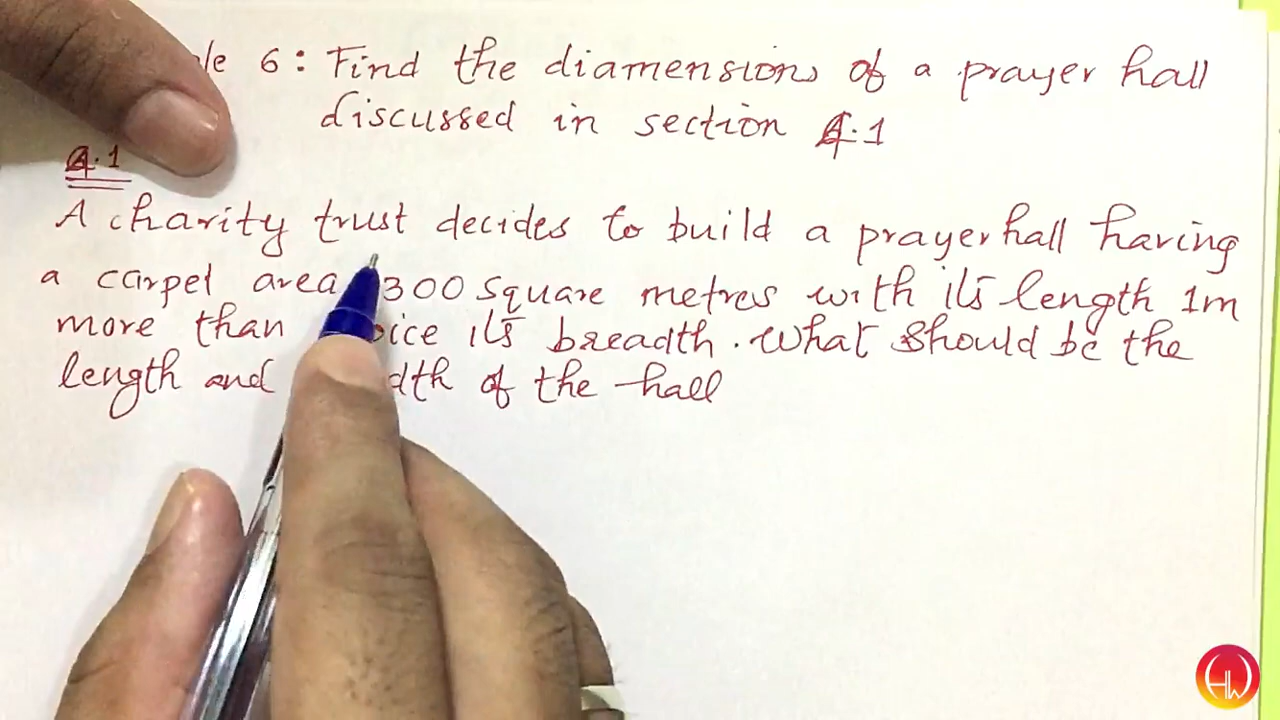 6: Find the diamensions of a prayer hall
discussed in section 4.1
4.1
A charity trust decides to build a prayer hall having
a carpet area 300 square metres with its length 1m
more than its breadth. What should be the
length and of the hall